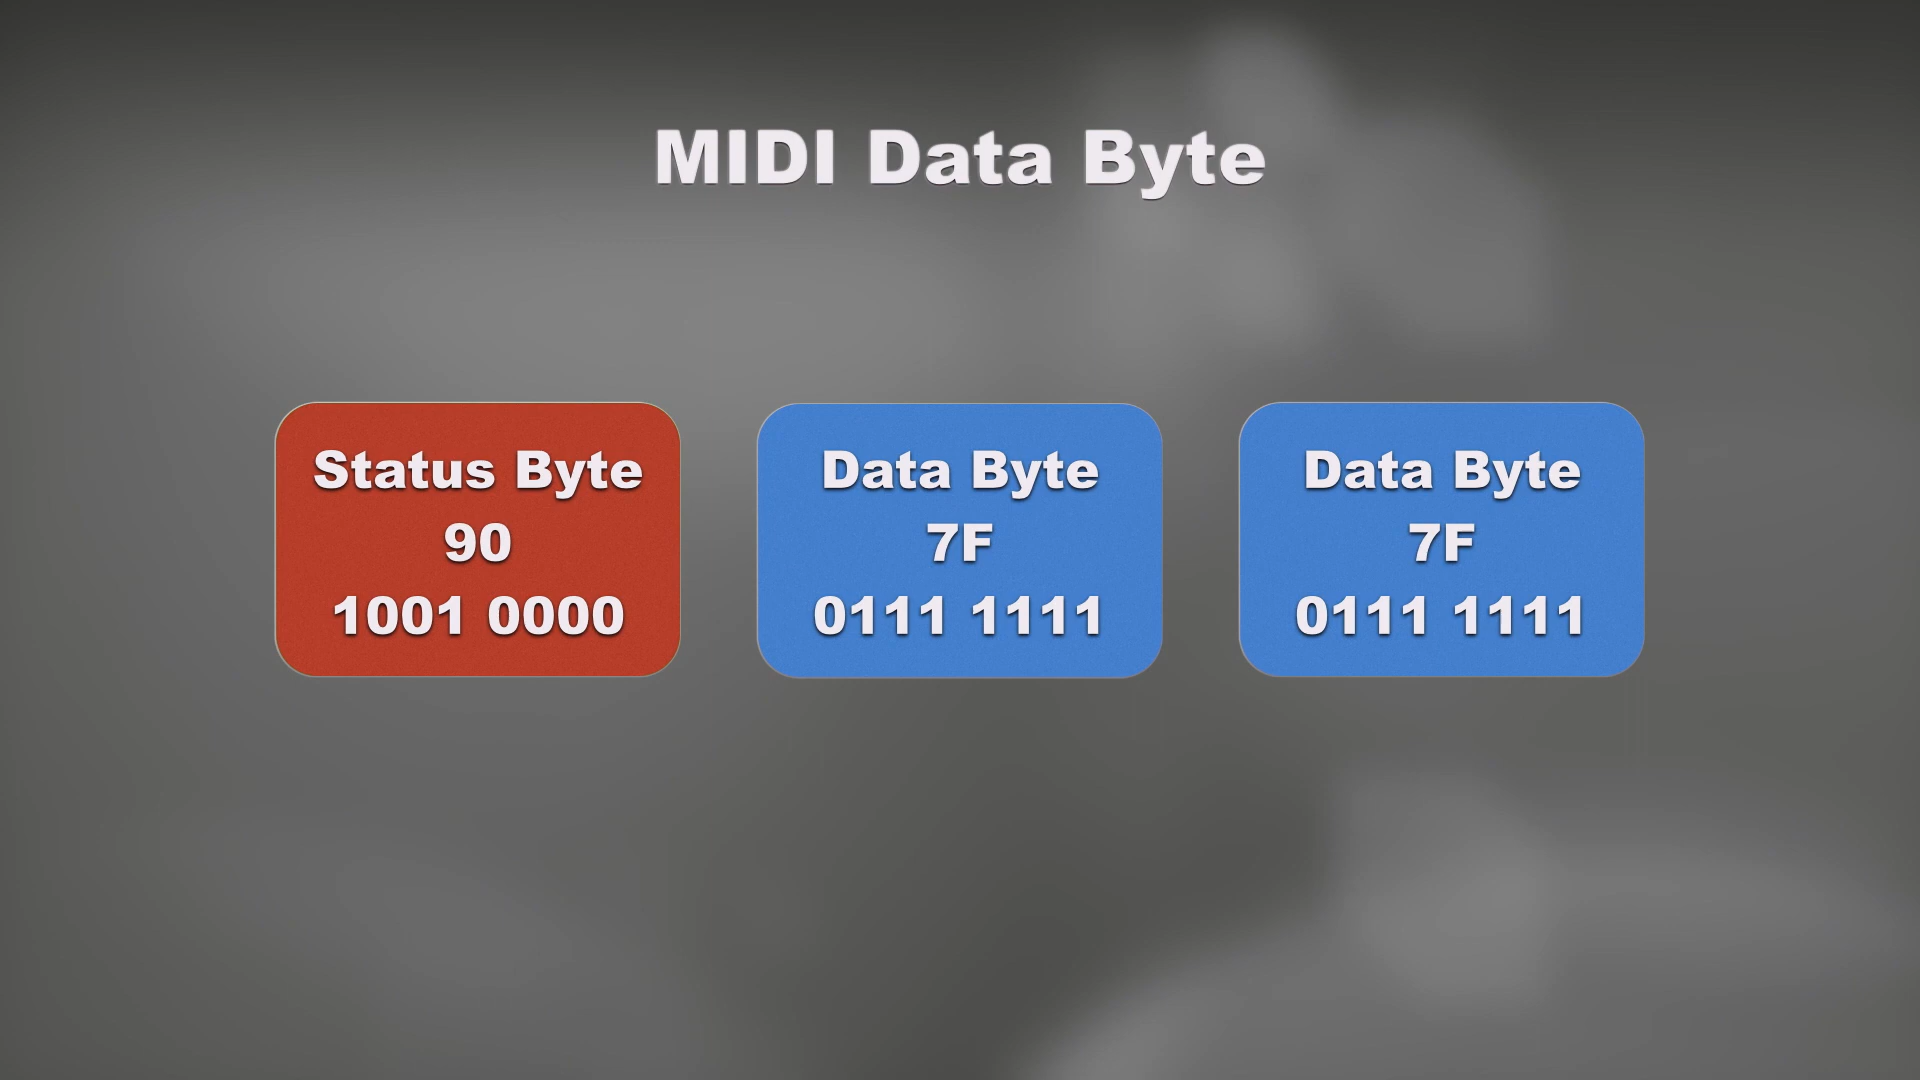 MIDI Data Byte
Status Byte
90
1001 0000
Data Byte
7F
0111 1111
Data Byte
7F
0111 1111